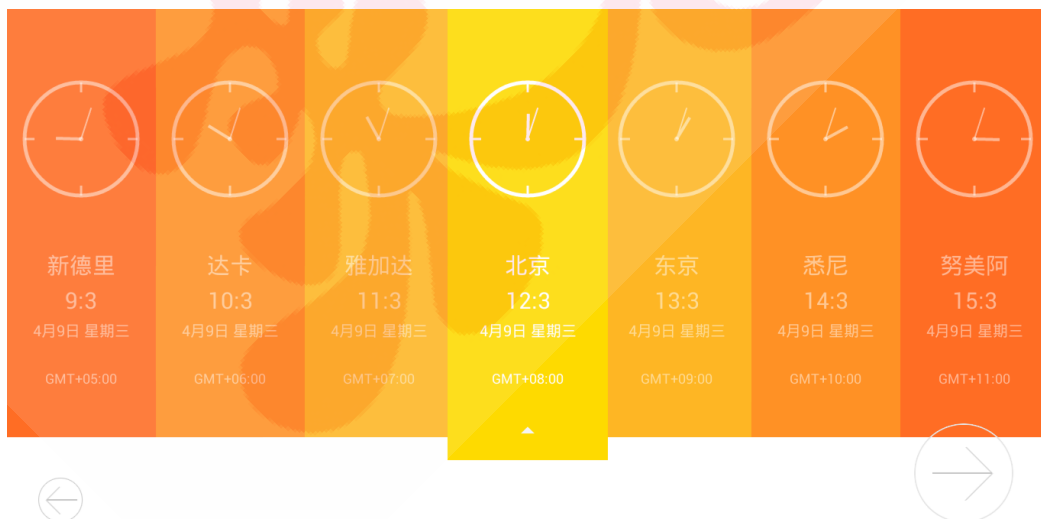 新德里
9:3
4月9日 星期三
GMT+05:00
达卡
10:3
4月9日 星期三
GMT+06:00
雅加达
11:3
4月9日 星期三
GMT+07:00
北京
12:3
4月9日 星期三
GMT+08:00
东京
13:3
4月9日 星期三
GMT+09:00
悉尼
14:3
4月9日 星期三
GMT+10:00
努美阿
15:3
4月9日 星期三
GMT+11:00